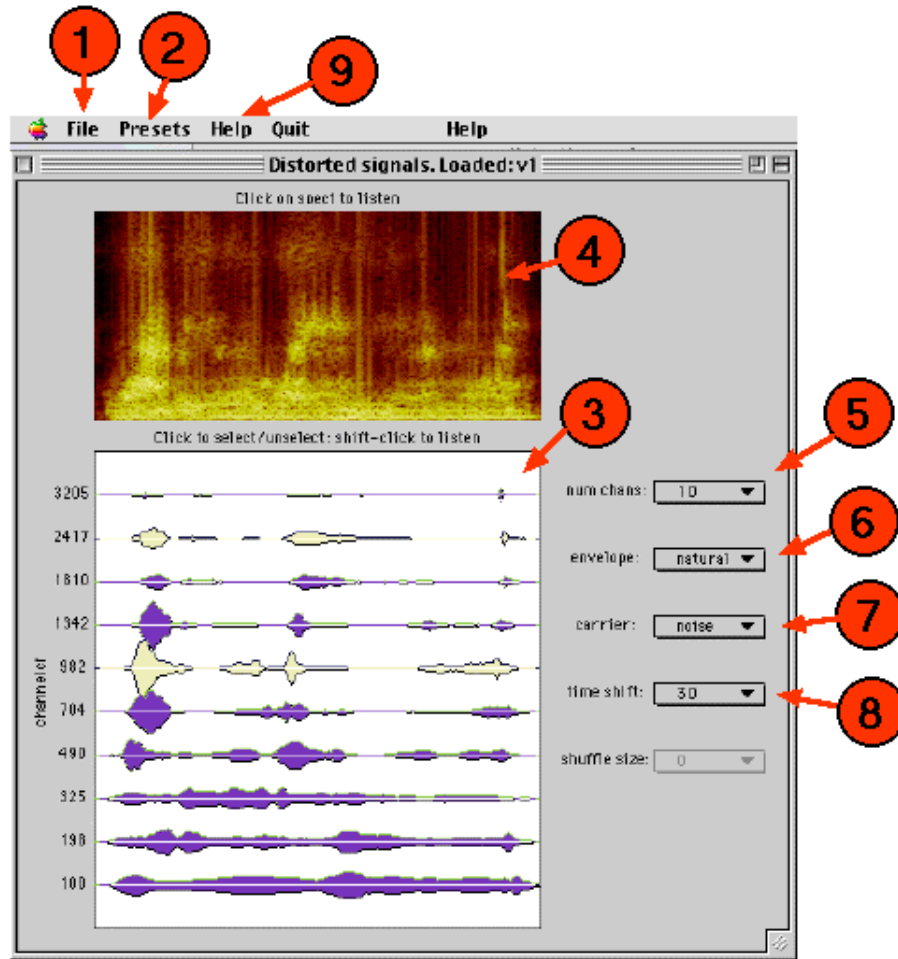 1
2
9
File Presets Help Quit Help
Distorted signals. Loaded: v1
Click on spect to listen
4
Click to select/unselect: shift-click to listen
3
5
3205
num chans: 10
2417
6
envelope: natural
1810
1342
carrier: noise
7
982
channel cf
704
time shift: 30
8
490
shuffle size: 0
325
198
100